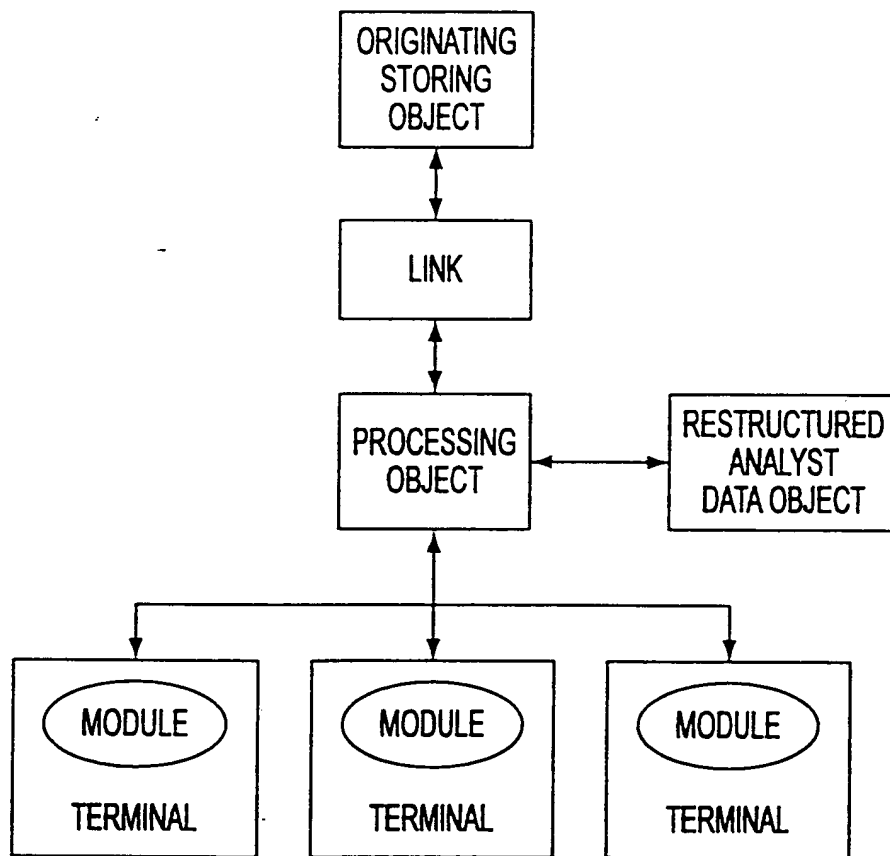 ORIGINATING
STORING
OBJECT
LINK
PROCESSING
OBJECT
RESTRUCTURED
ANALYST
DATA OBJECT
MODULE
TERMINAL
MODULE
TERMINAL
MODULE
TERMINAL